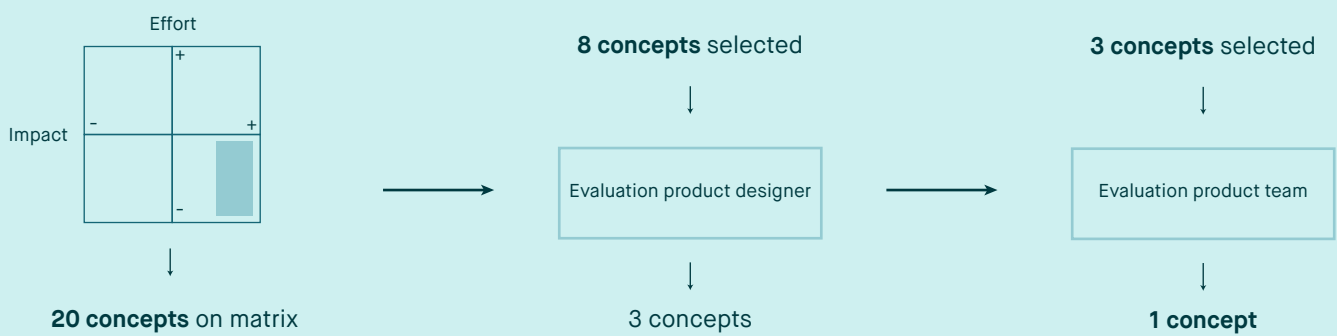 Effort
+
Impact
-
+
-
20 concepts on matrix
8 concepts selected
Evaluation product designer
3 concepts
3 concepts selected
Evaluation product team
1 concept